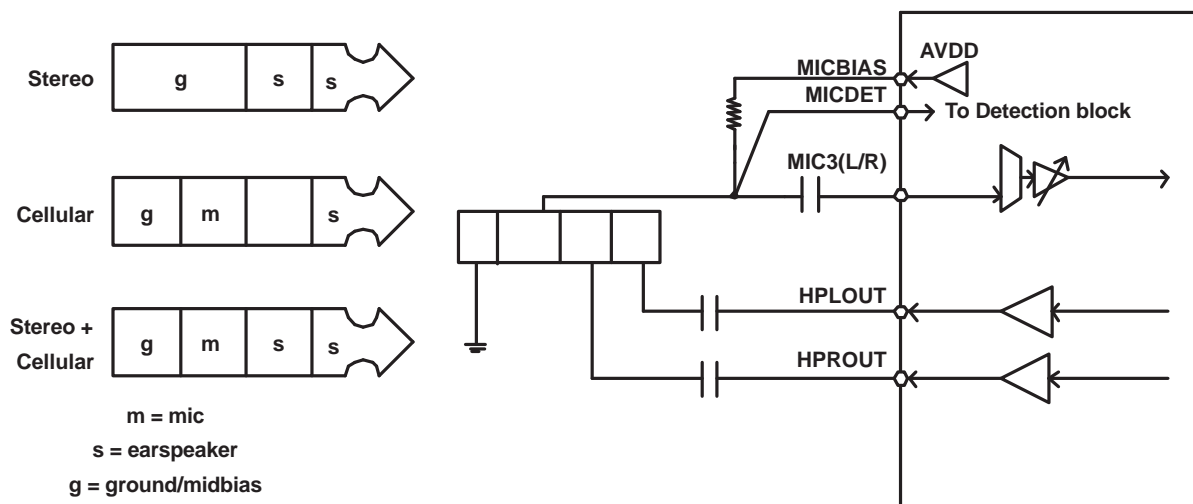 Stereo
g s s
Cellular
g m s
Stereo +
Cellular
g m s s
m = mic
s = earspeaker
g = ground/midbias
AVDD
MICBIAS
MICDET
To Detection block
MIC3(L/R)
HPLOUT
HPROUT